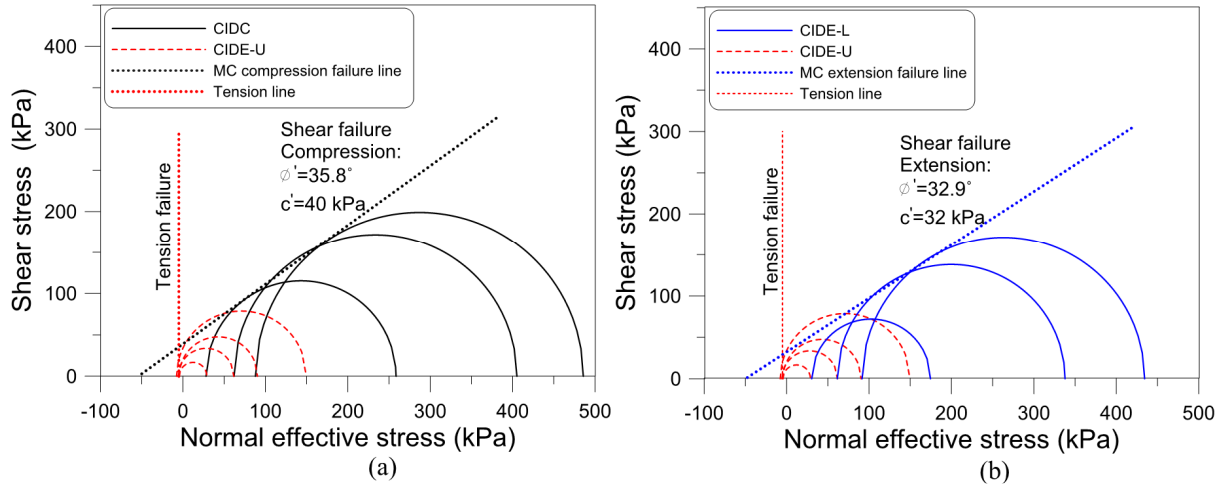 CIDC
CIDE-U
MC compression failure line
Tension line
400
300
200
100
0
Shear stress (kPa)
Tension failure
Shear failure
Compression:
ϕ'=35.8°
c'=40 kPa
-100
0
100
200
300
400
500
Normal effective stress (kPa)
(a)
CIDE-L
CIDE-U
MC extension failure line
Tension line
400
300
200
100
0
Shear stress (kPa)
Tension failure
Shear failure
Extension:
ϕ'=32.9°
c'=32 kPa
-100
0
100
200
300
400
500
Normal effective stress (kPa)
(b)